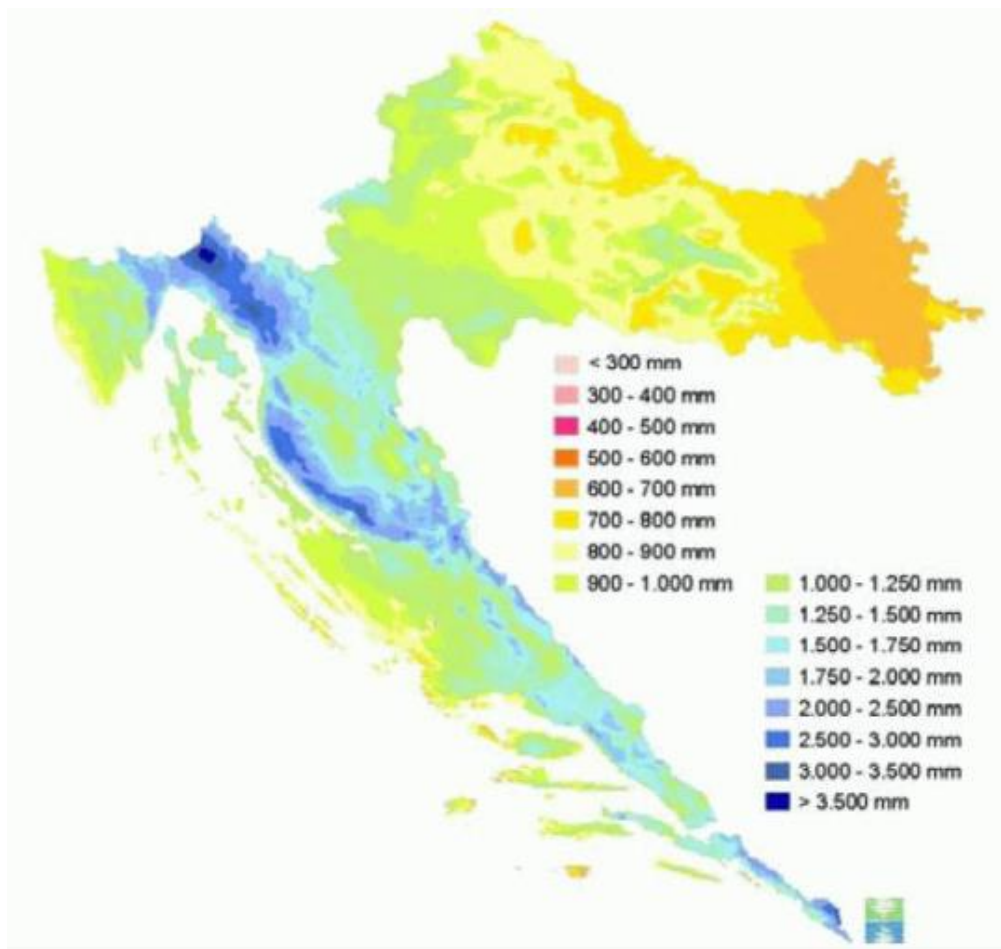 < 300 mm
300 - 400 mm
400 - 500 mm
500 - 600 mm
600 - 700 mm
700 - 800 mm
800 - 900 mm
900 - 1.000 mm
1.000 - 1.250 mm
1.250 - 1.500 mm
1.500 - 1.750 mm
1.750 - 2.000 mm
2.000 - 2.500 mm
2.500 - 3.000 mm
3.000 - 3.500 mm
> 3.500 mm